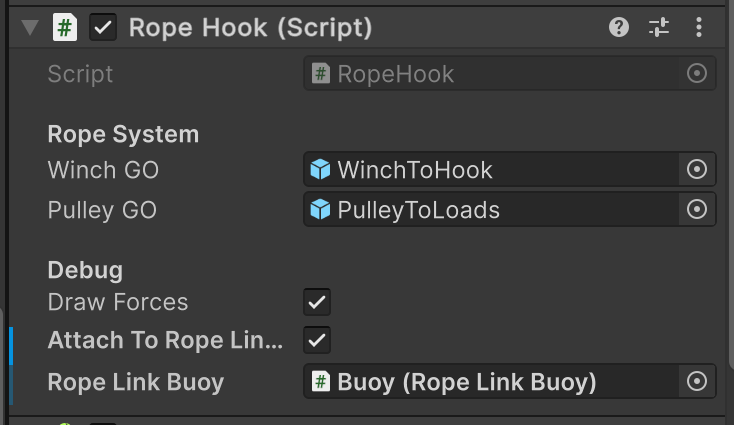 Rope Hook (Script)
Script RopeHook
Rope System
Winch GO WinchToHook
Pulley GO PulleyToLoads
Debug
Draw Forces
Attach To Rope Lin...
Rope Link Buoy Buoy (Rope Link Buoy)